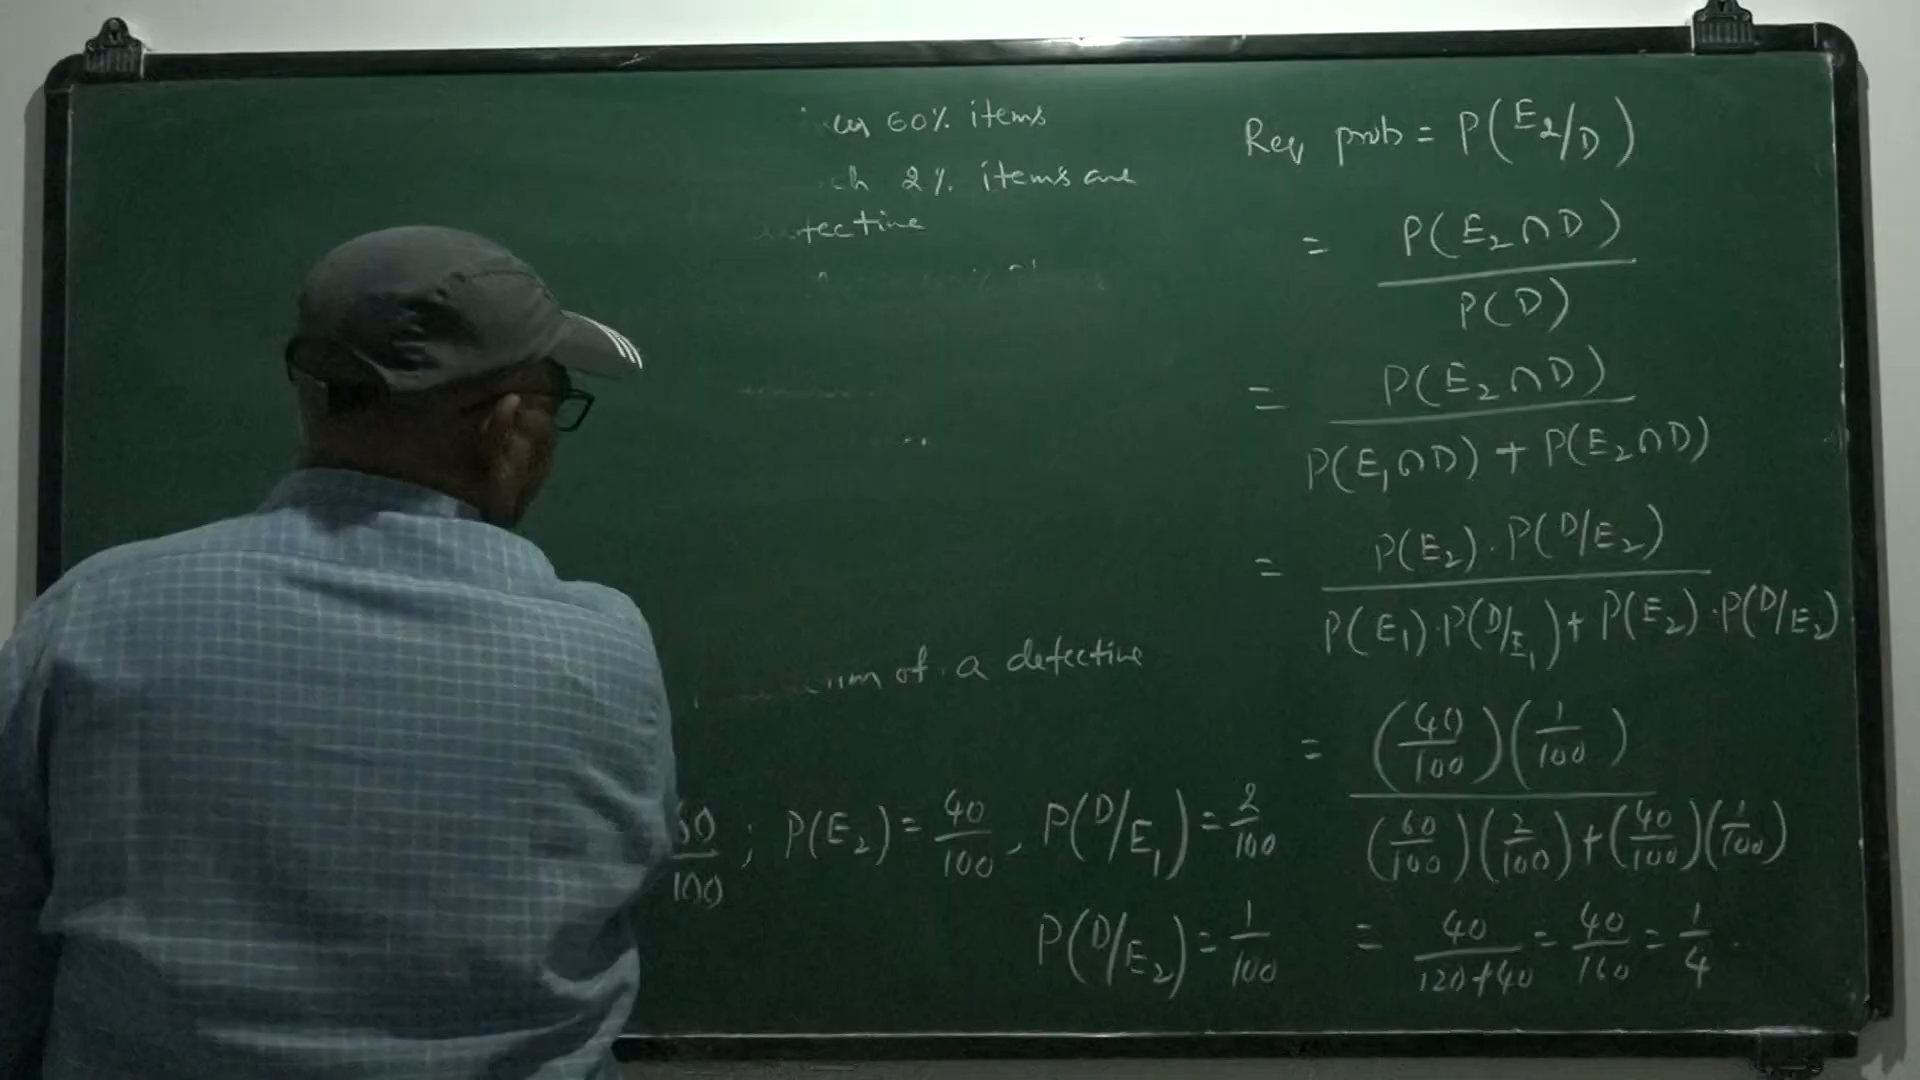 60% items
2% items are
of a defective
P(E₂) = 40/100, P(D/E₁) = 2/100
P(D/E₂) = 1/100
Req prob = P(E₂/D)
= P(E₂∩D) / P(D)
= P(E₂∩D) / P(E₁∩D) + P(E₂∩D)
= P(E₂).P(D/E₂) / P(E₁).P(D/E₁) + P(E₂).P(D/E₂)
= (40/100)(1/100) / (60/100)(2/100) + (40/100)(1/100)
= 40/120+40 = 40/160 = 1/4.